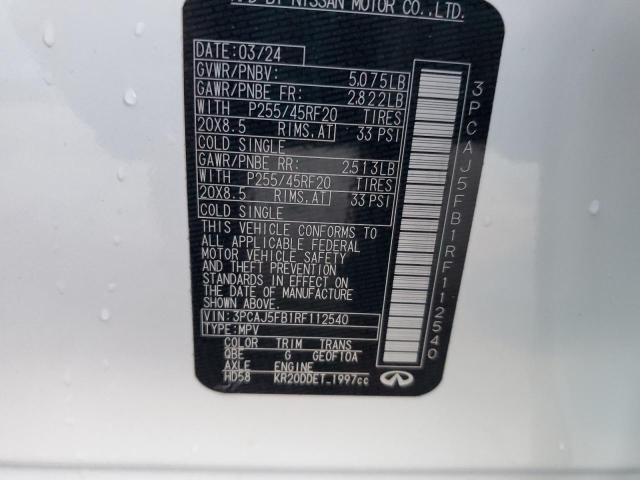 BY NISSAN MOTOR CO.,LTD.
DATE: 03/24
GVWR/PNBV: 5,075LB
GAWR/PNBE FR: 2,822LB
WITH P255/45RF20 TIRES
20X8.5 RIMS,AT 33 PSI
COLD SINGLE
GAWR/PNBE RR: 2,513LB
WITH P255/45RF20 TIRES
20X8.5 RIMS,AT 33 PSI
COLD SINGLE
THIS VEHICLE CONFORMS TO
ALL APPLICABLE FEDERAL
MOTOR VEHICLE SAFETY
AND THEFT PREVENTION
STANDARDS IN EFFECT ON
THE DATE OF MANUFACTURE
SHOWN ABOVE
VIN: 3PCAJ5FB1RF112540
TYPE:MPV
COLOR TRIM TRANS
QBE G GE0F10A
AXLE ENGINE
HD58 KR20DDET_1997cc
3PCAJ5FB1RF112540